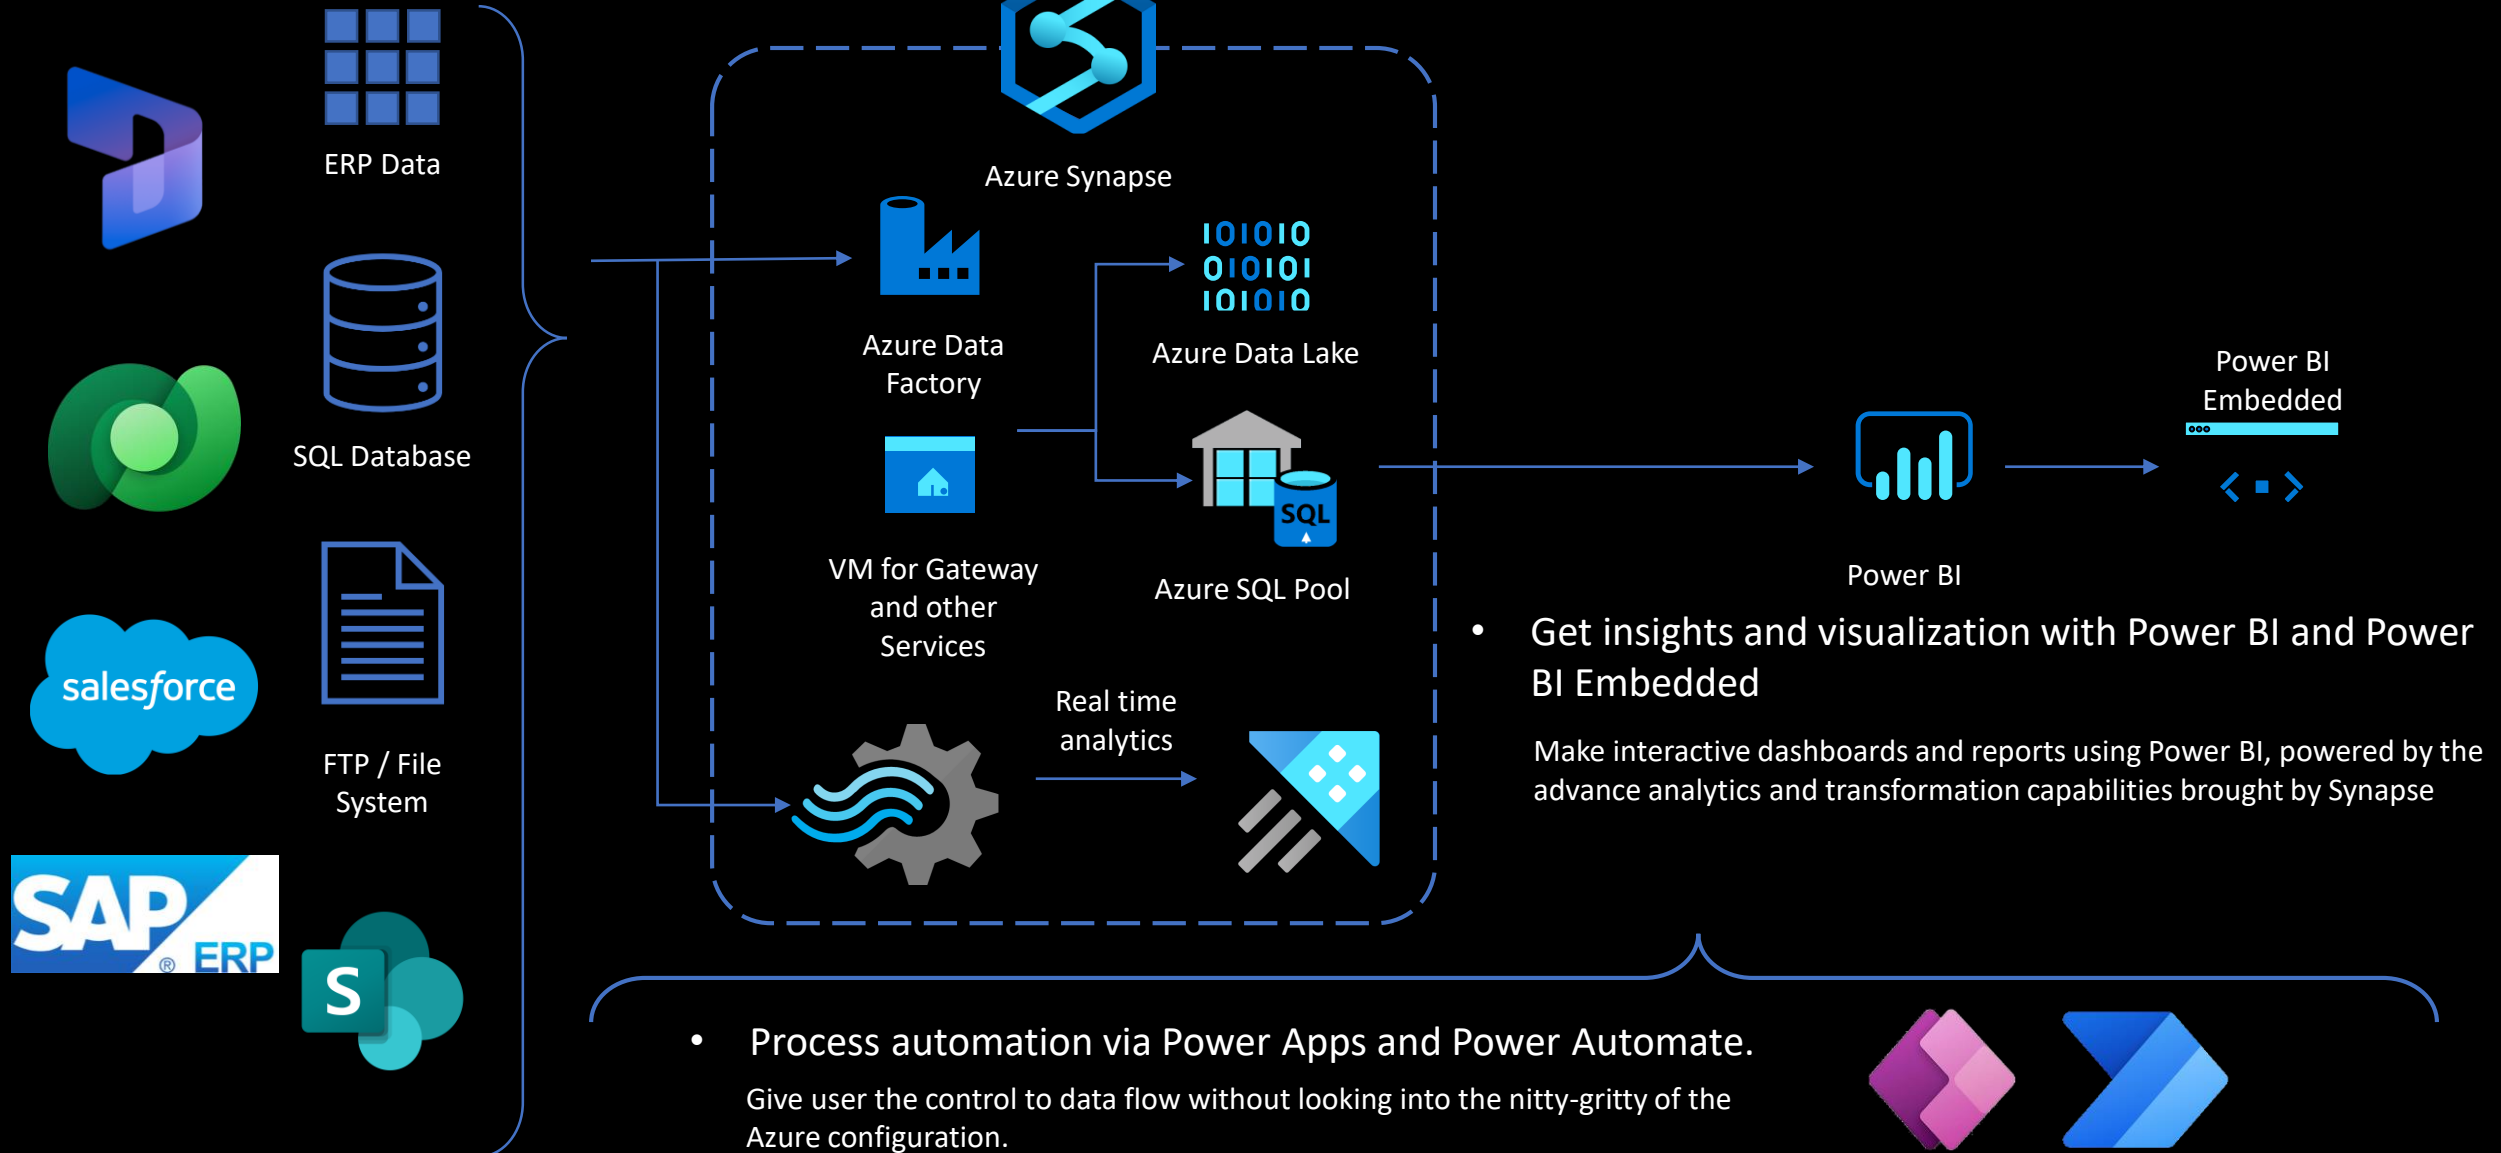 ERP Data
SQL Database
salesforce
FTP / File
System
SAP
® ERP
S
Azure Synapse
Azure Data
Factory
101010
010101
101010
Azure Data Lake
VM for Gateway
and other
Services
SQL
Azure SQL Pool
Real time
analytics
Power BI
Power BI
Embedded
• Get insights and visualization with Power BI and Power
BI Embedded
Make interactive dashboards and reports using Power BI, powered by the
advance analytics and transformation capabilities brought by Synapse
• Process automation via Power Apps and Power Automate.
Give user the control to data flow without looking into the nitty-gritty of the
Azure configuration.